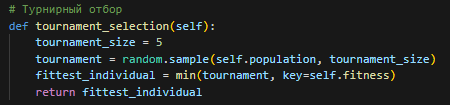 # Турнирный отбор
def tournament_selection(self):
    tournament_size = 5
    tournament = random.sample(self.population, tournament_size)
    fittest_individual = min(tournament, key=self.fitness)
    return fittest_individual